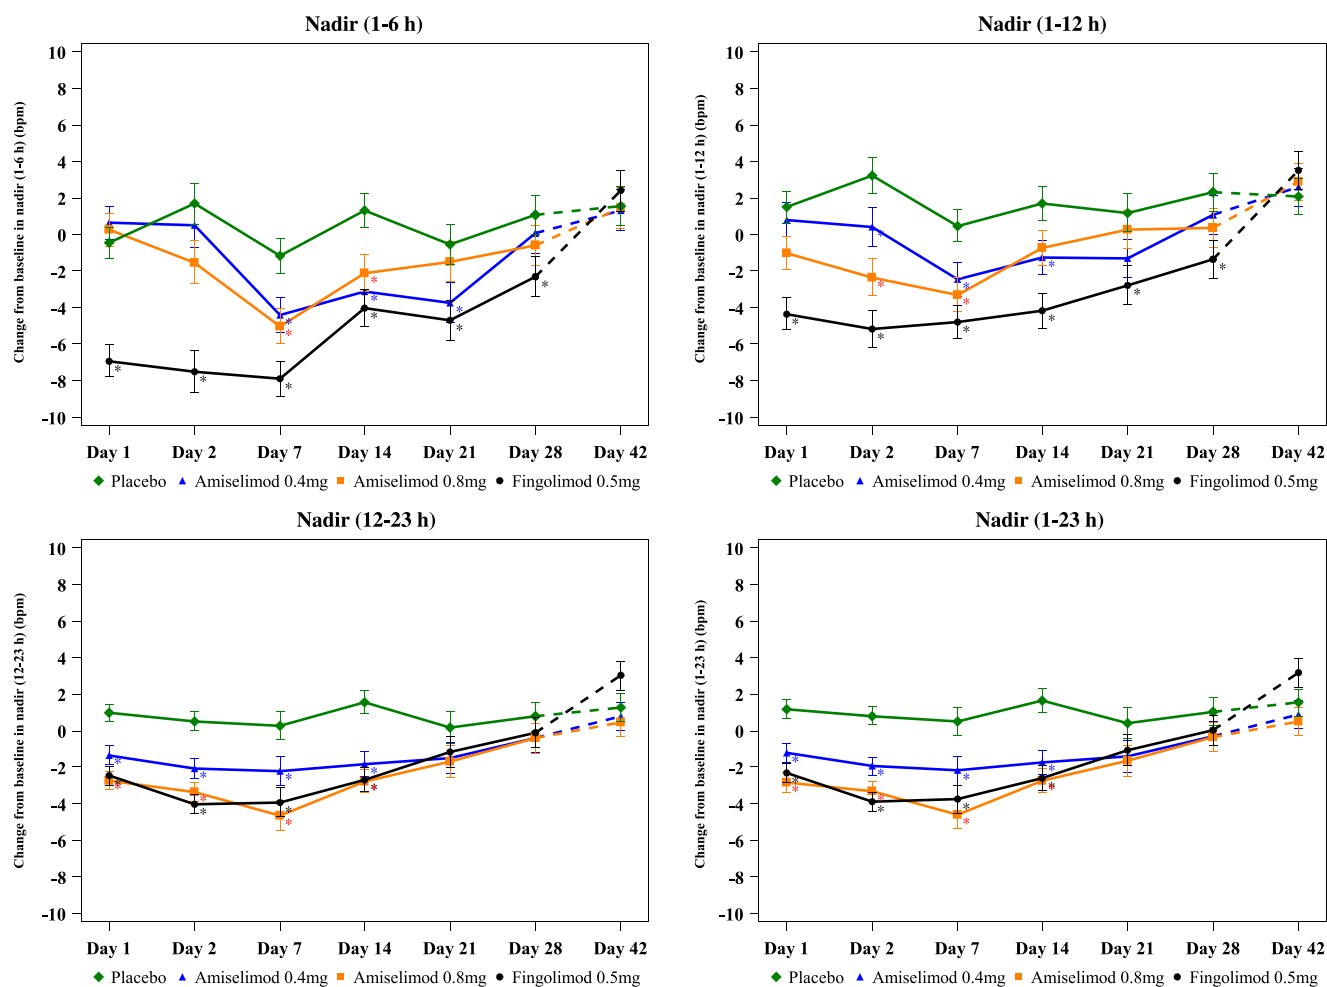 Nadir (1-6 h)
Change from baseline in nadir (1-6 h) (bpm)
10
8
6
4
2
0
-2
-4
-6
-8
-10
* * * * * * * * * *
Day 1 Day 2 Day 7 Day 14 Day 21 Day 28 Day 42
Placebo Amiselimod 0.4mg Amiselimod 0.8mg Fingolimod 0.5mg
Nadir (1-12 h)
Change from baseline in nadir (1-12 h) (bpm)
10
8
6
4
2
0
-2
-4
-6
-8
-10
* * * * * * * * * * *
Day 1 Day 2 Day 7 Day 14 Day 21 Day 28 Day 42
Placebo Amiselimod 0.4mg Amiselimod 0.8mg Fingolimod 0.5mg
Nadir (12-23 h)
Change from baseline in nadir (12-23 h) (bpm)
10
8
6
4
2
0
-2
-4
-6
-8
-10
* * * * * * * * * * * *
Day 1 Day 2 Day 7 Day 14 Day 21 Day 28 Day 42
Placebo Amiselimod 0.4mg Amiselimod 0.8mg Fingolimod 0.5mg
Nadir (1-23 h)
Change from baseline in nadir (1-23 h) (bpm)
10
8
6
4
2
0
-2
-4
-6
-8
-10
* * * * * * * * * * * *
Day 1 Day 2 Day 7 Day 14 Day 21 Day 28 Day 42
Placebo Amiselimod 0.4mg Amiselimod 0.8mg Fingolimod 0.5mg